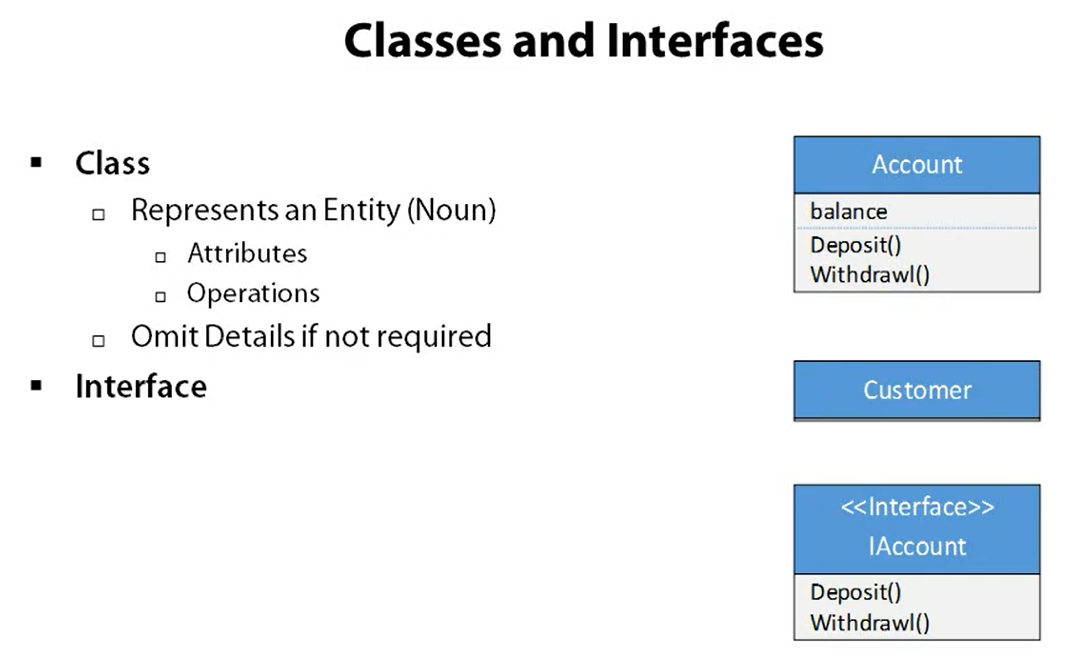 Classes and Interfaces
Class
Represents an Entity (Noun)
Attributes
Operations
Omit Details if not required
Interface
Account
balance
Deposit()
Withdrawl()
Customer
<<Interface>>
IAccount
Deposit()
Withdrawl()